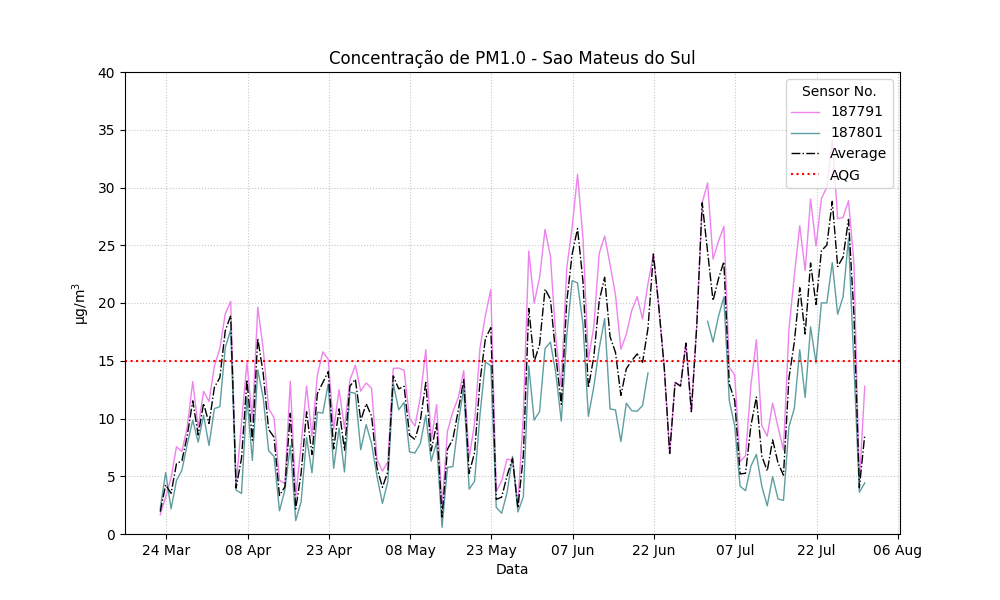 Concentração de PM1.0 - Sao Mateus do Sul
40
35
30
25
20
15
10
5
0
µg/m³
Sensor No.
187791
187801
Average
AQG
24 Mar 08 Apr 23 Apr 08 May 23 May 07 Jun 22 Jun 07 Jul 22 Jul 06 Aug
Data